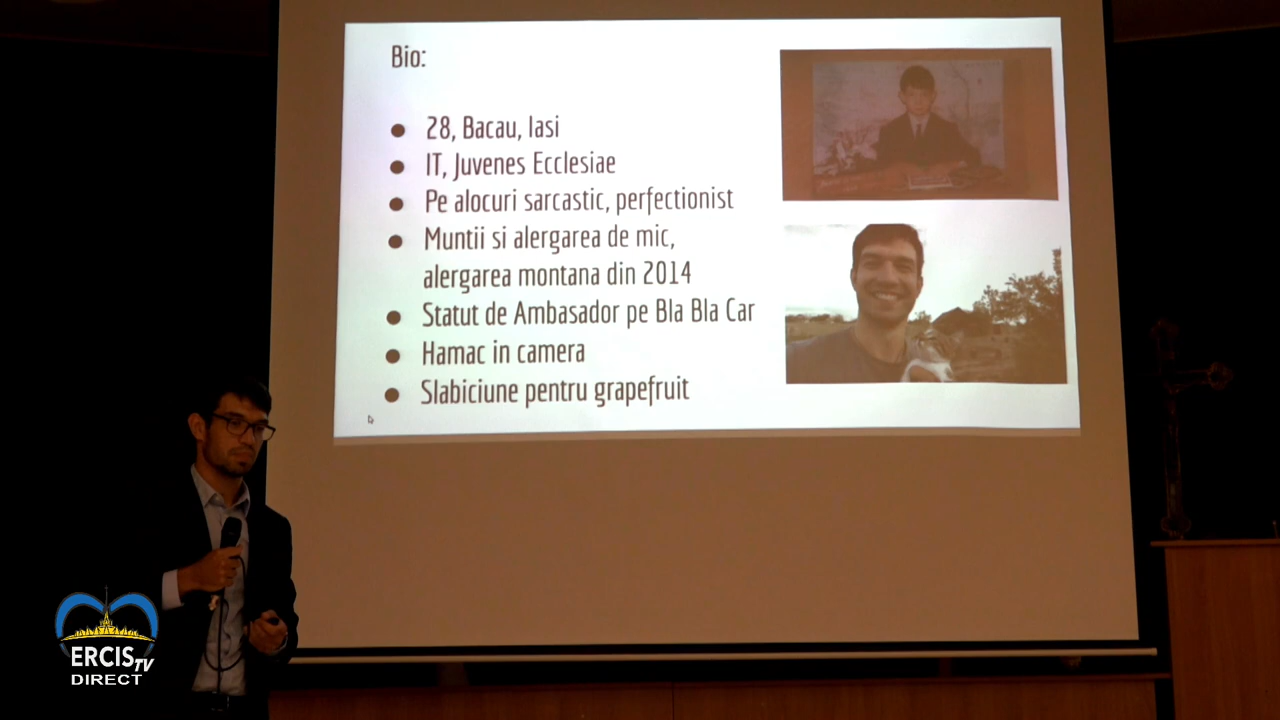 Bio:
28, Bacau, Iasi
IT, Juvenes Ecclesiae
Pe alocuri sarcastic, perfectionist
Muntii si alergarea de mic,
alergarea montana din 2014
Statut de Ambasador pe Bla Bla Car
Hamac in camera
Slabiciune pentru grapefruit
ERCIS TV
DIRECT